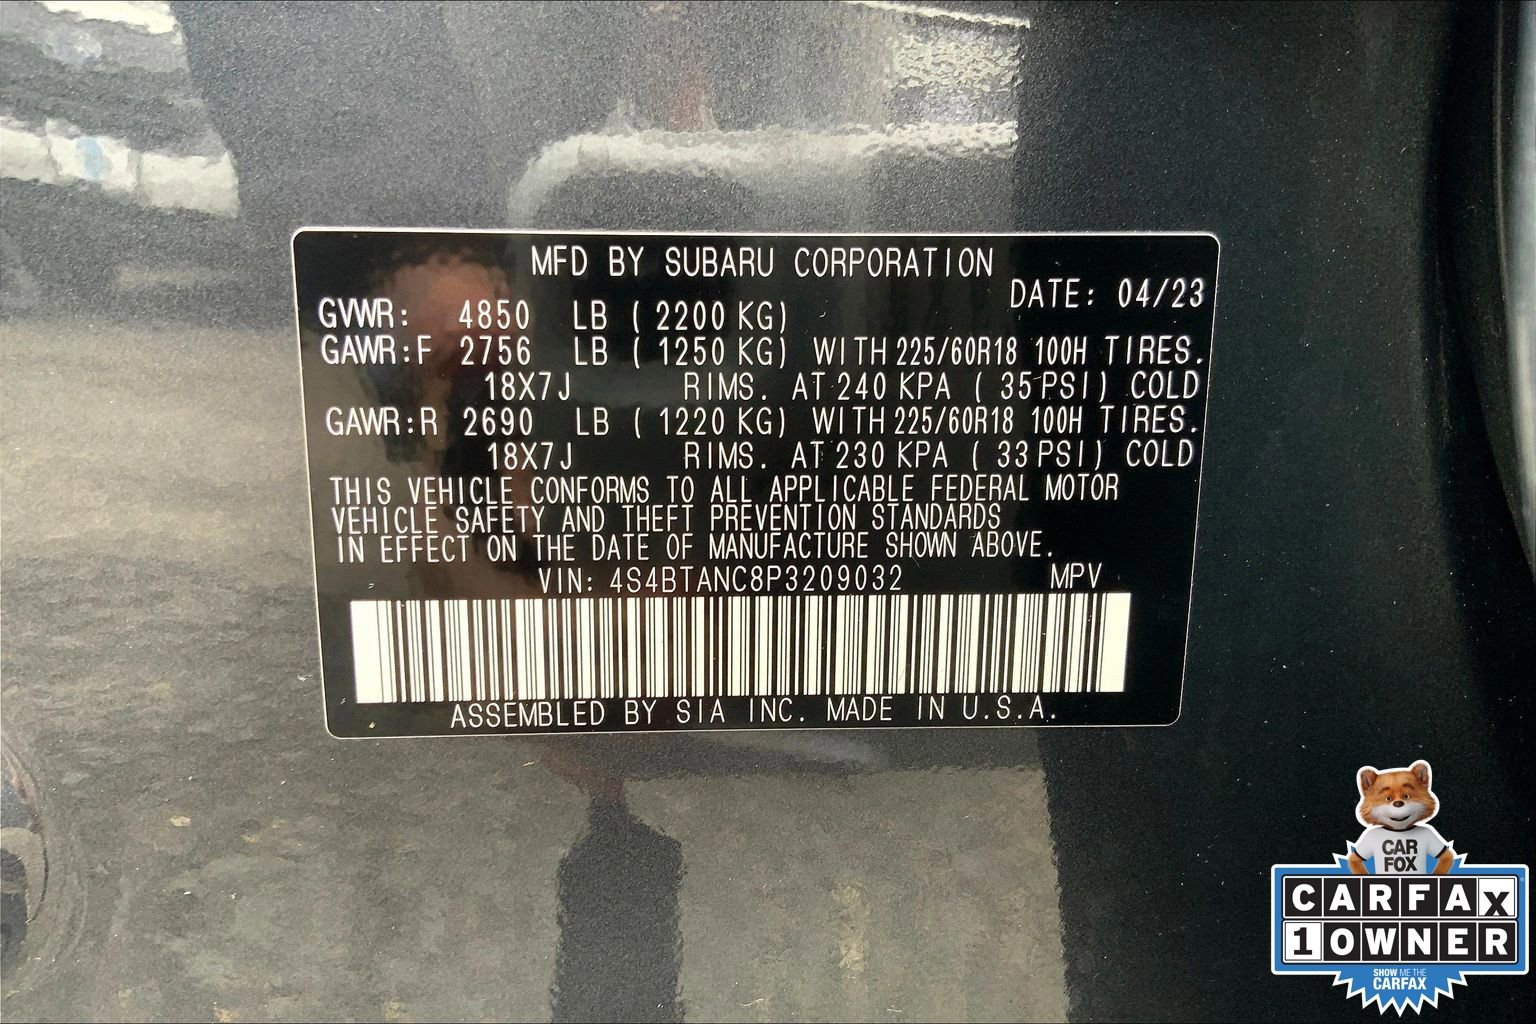 MFD BY SUBARU CORPORATION
DATE: 04/23
GVWR: 4850 LB ( 2200 KG)
GAWR:F 2756 LB ( 1250 KG) WITH 225/60R18 100H TIRES.
18X7J RIMS. AT 240 KPA ( 35 PSI) COLD
GAWR:R 2690 LB ( 1220 KG) WITH 225/60R18 100H TIRES.
18X7J RIMS. AT 230 KPA ( 33 PSI) COLD
THIS VEHICLE CONFORMS TO ALL APPLICABLE FEDERAL MOTOR
VEHICLE SAFETY AND THEFT PREVENTION STANDARDS
IN EFFECT ON THE DATE OF MANUFACTURE SHOWN ABOVE.
VIN: 4S4BTANC8P3209032 MPV
ASSEMBLED BY SIA INC. MADE IN U.S.A.
CAR
FOX
CARFAX
1 OWNER
SHOW ME THE
CARFAX